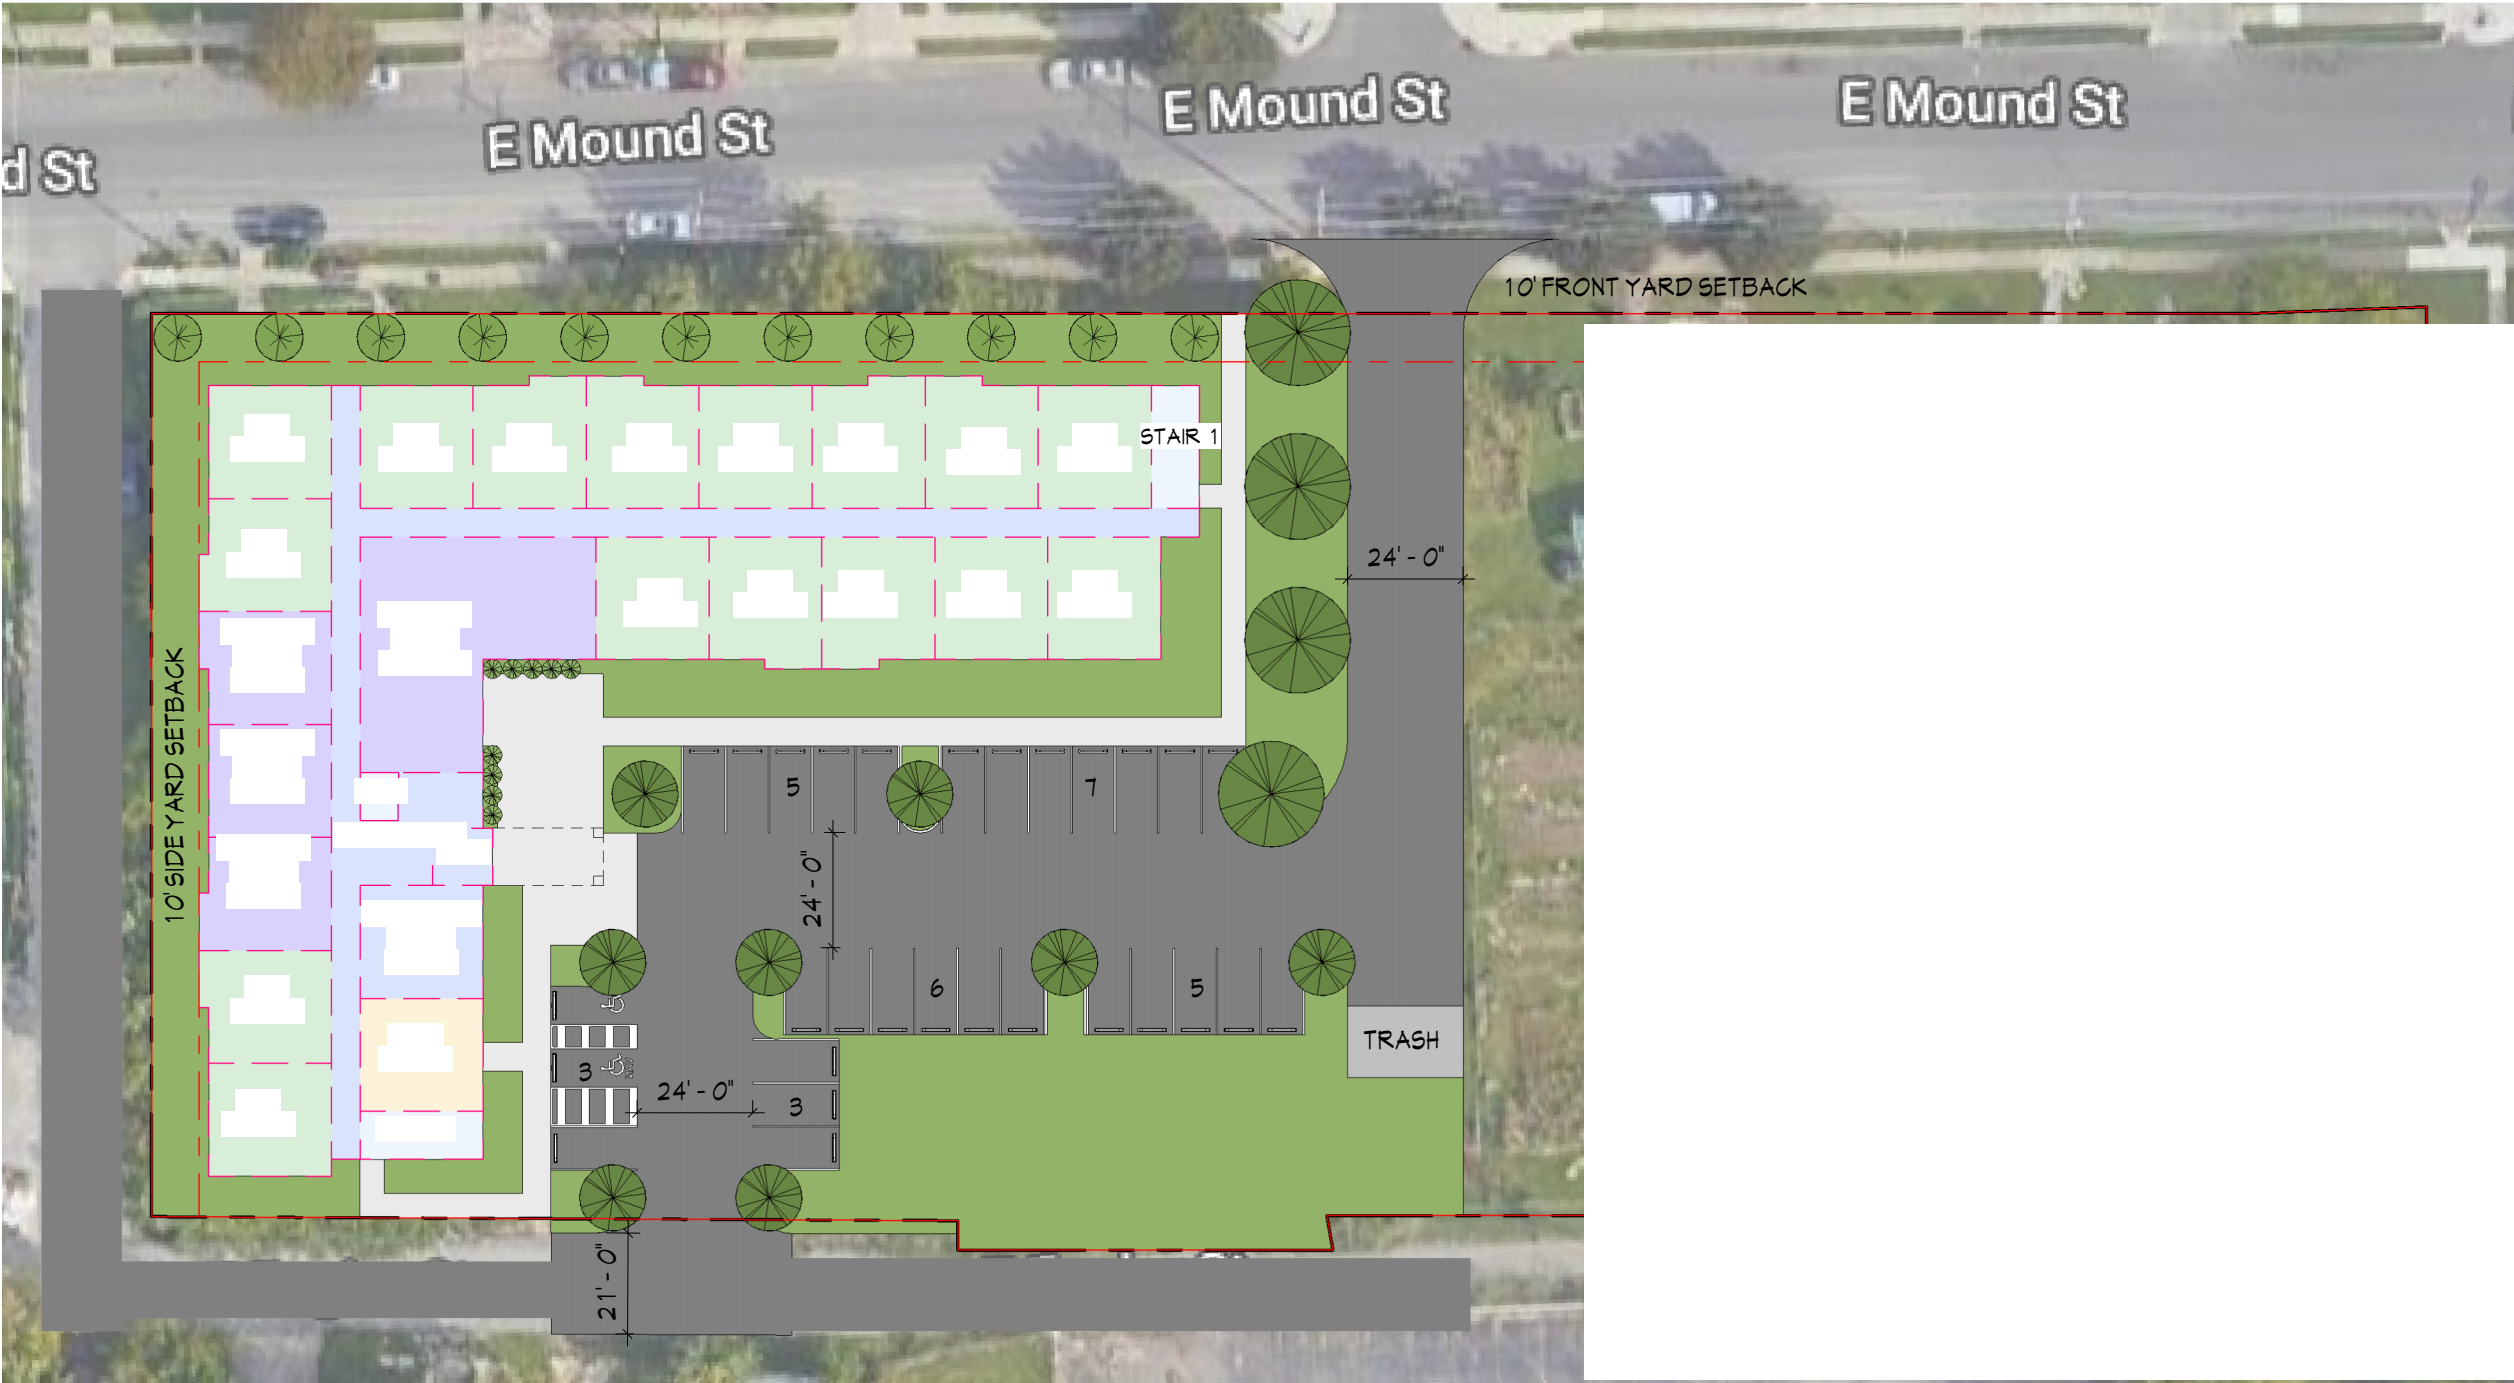 E Mound St
E Mound St
E Mound St
d St
10' FRONT YARD SETBACK
STAIR 1
24' - 0"
10' SIDE YARD SETBACK
5
7
24' - 0"
6
5
TRASH
3
24' - 0"
3
21' - 0"